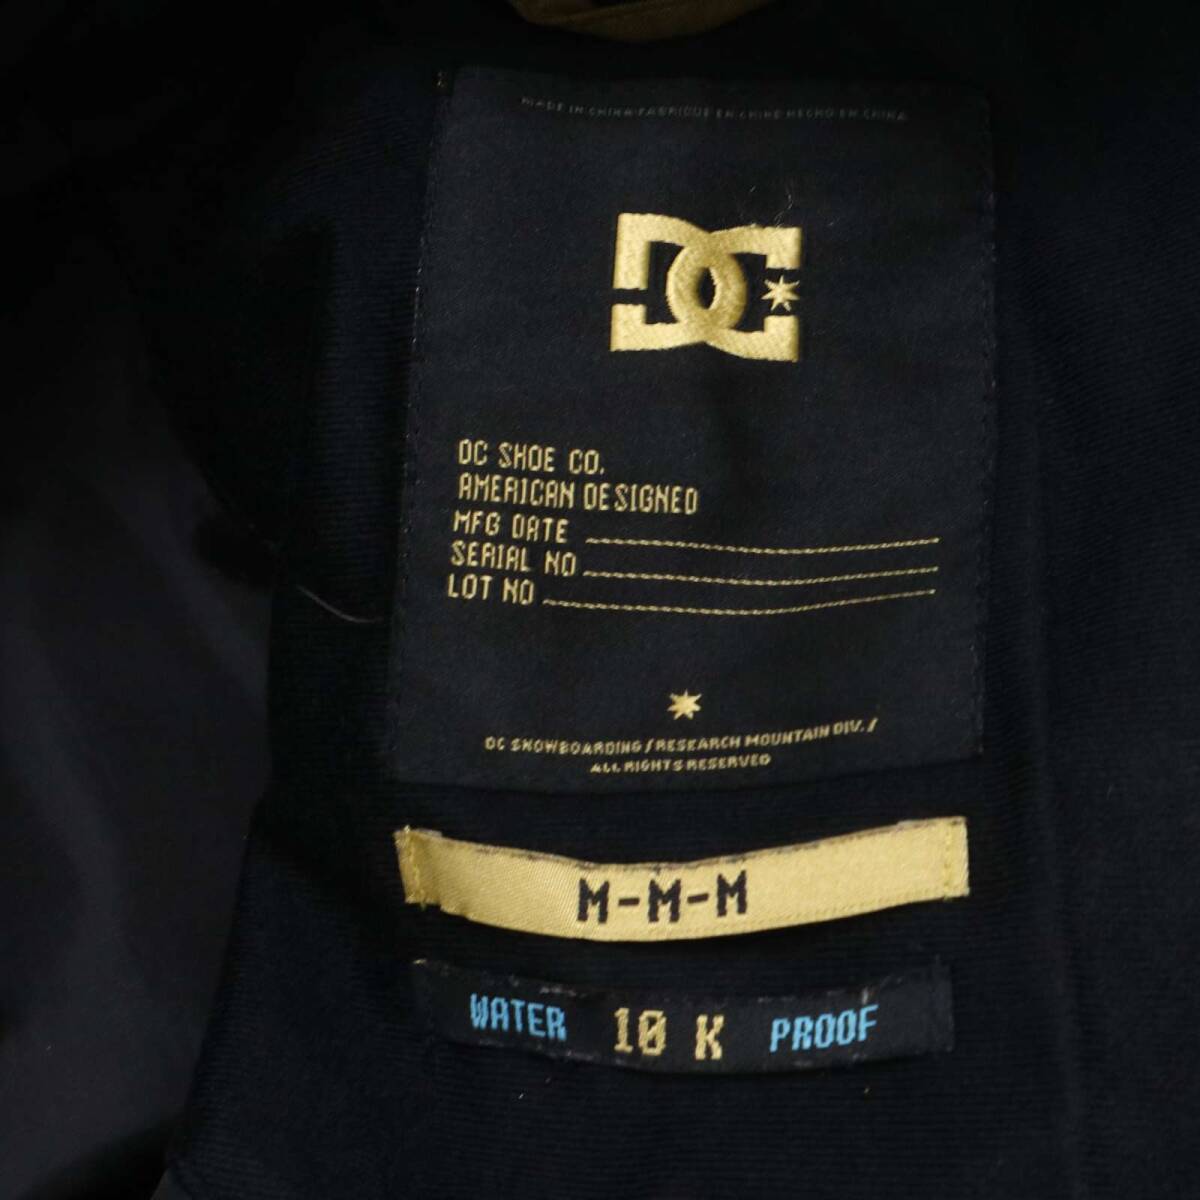 MADE IN CHINA FABRIQUE EN CHINE HECHO EN CHINA
DC
DC SHOE CO.
AMERICAN DESIGNED
MFG DATE
SERIAL NO
LOT NO
DC SNOWBOARDING / RESEARCH MOUNTAIN DIV. /
ALL RIGHTS RESERVED
M-M-M
WATER 10 K PROOF